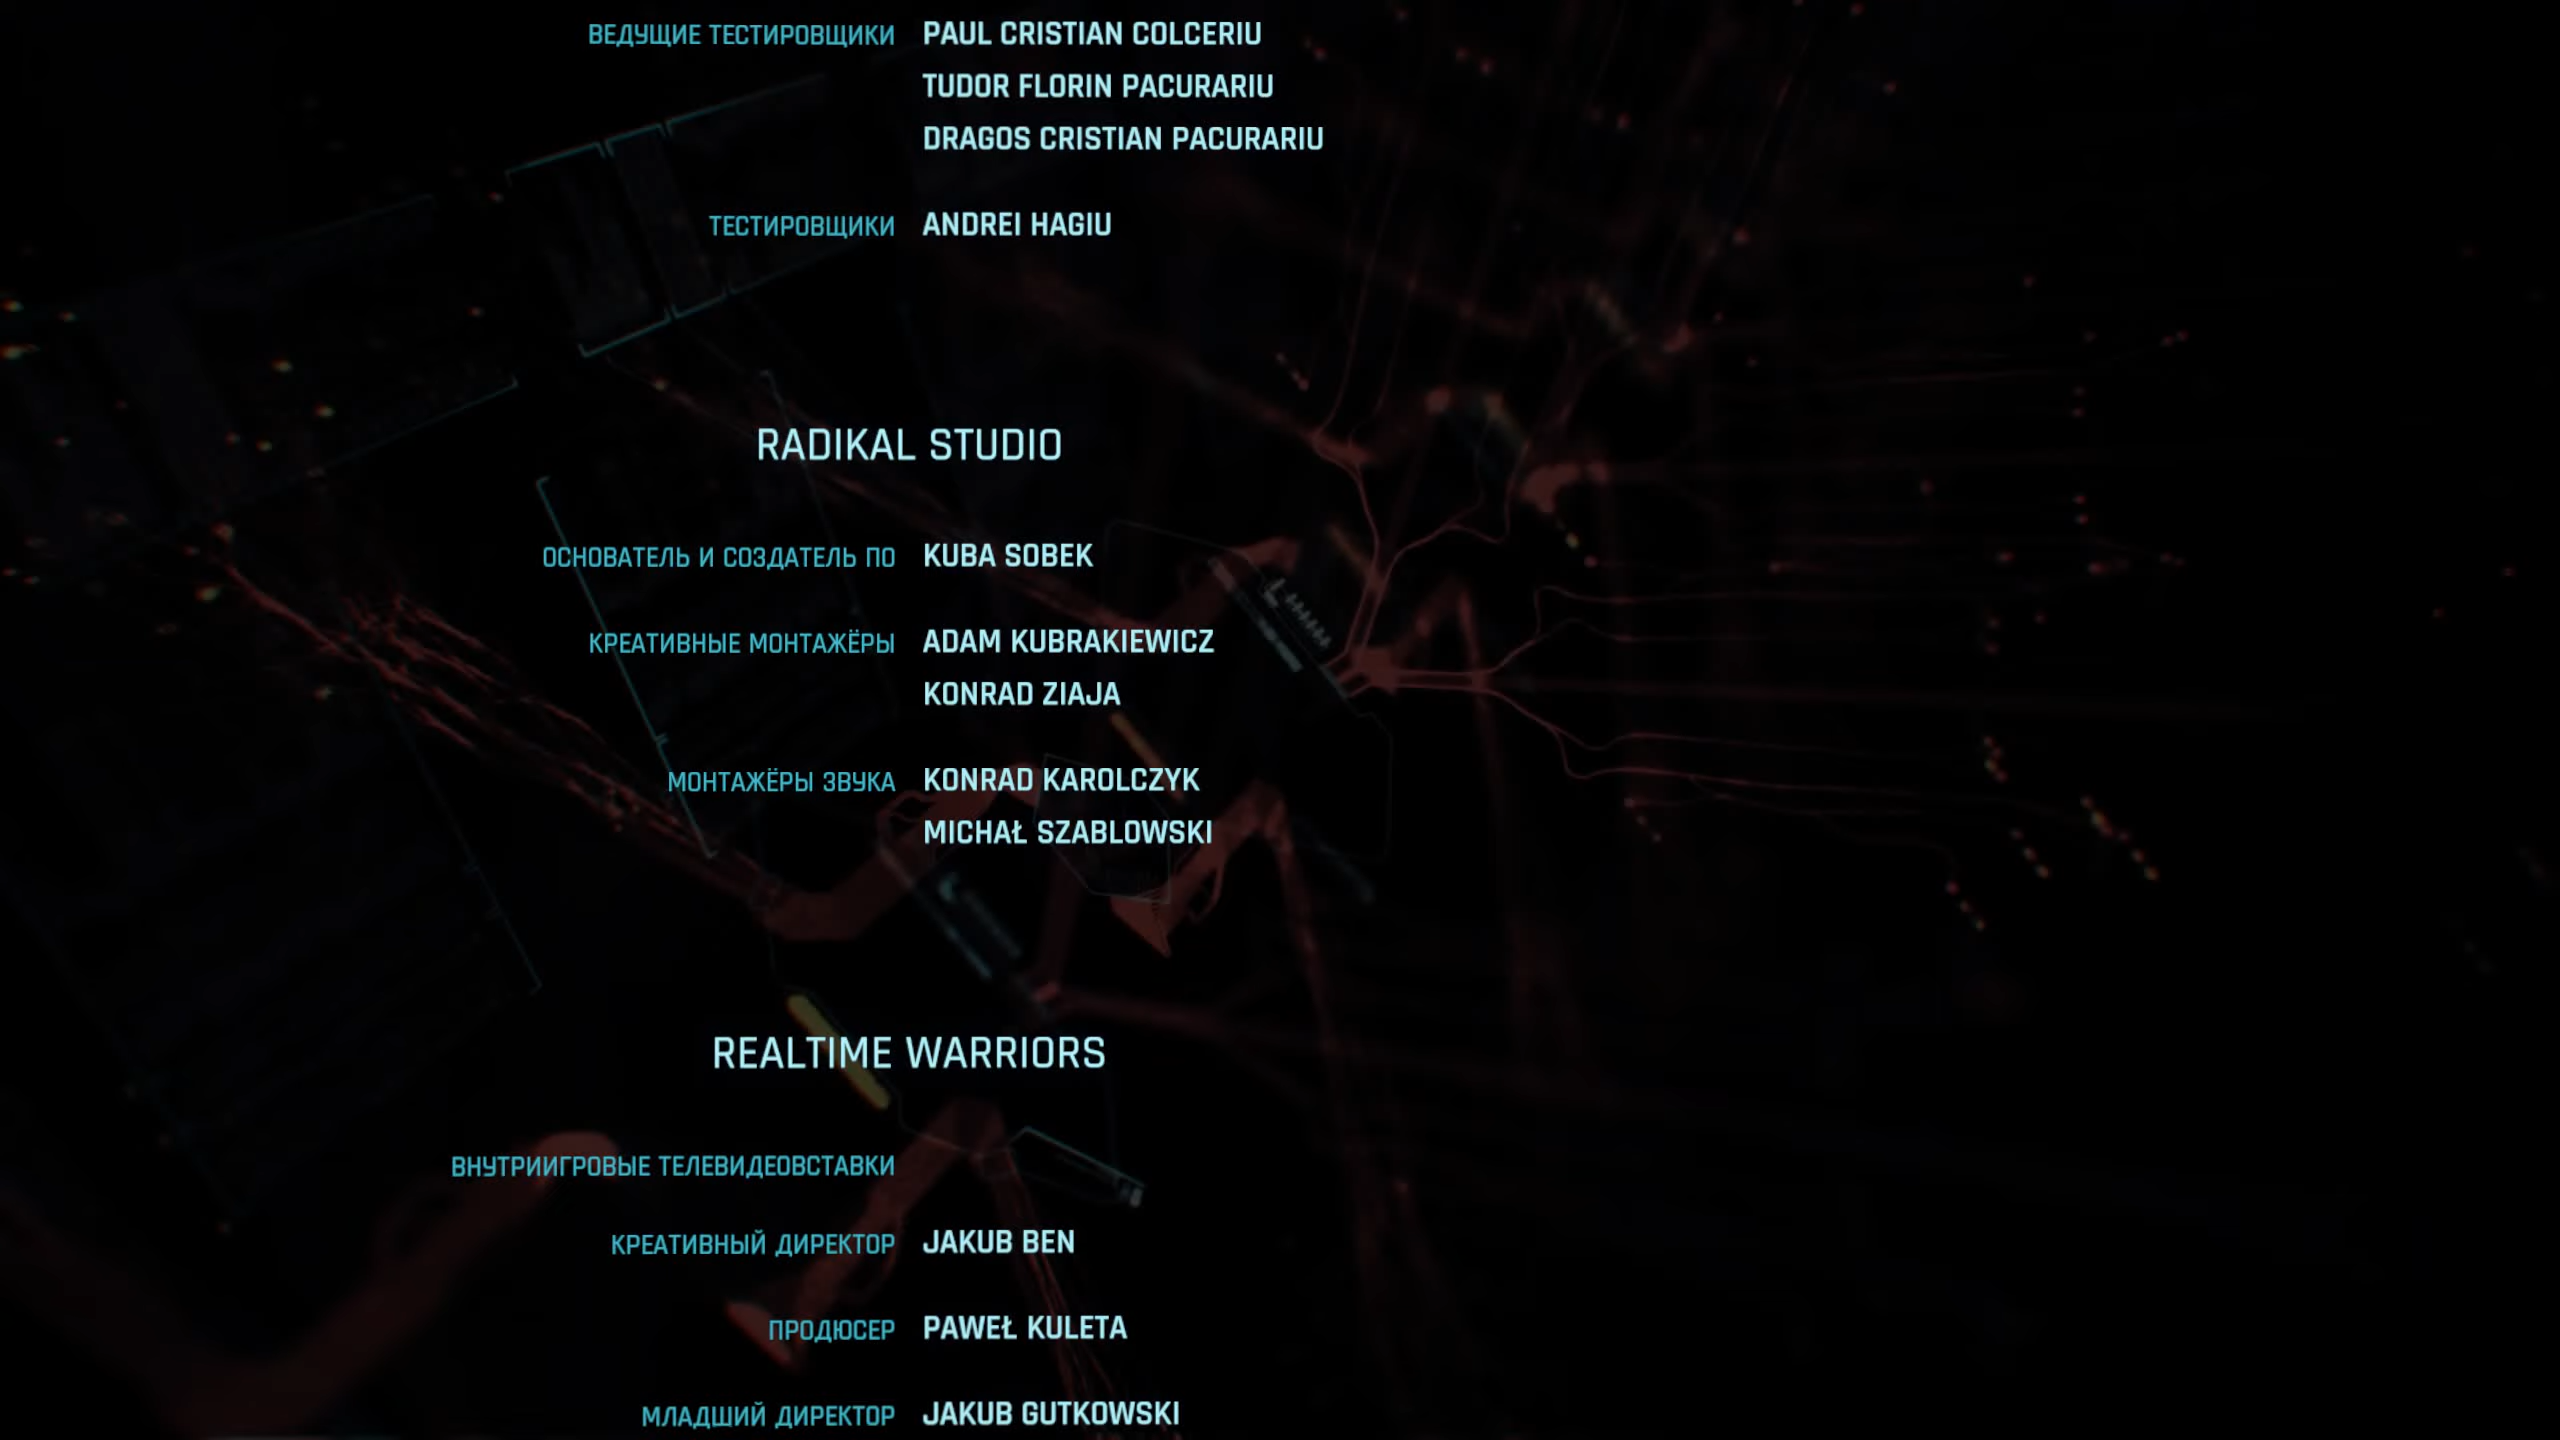 ВЕДУЩИЕ ТЕСТИРОВЩИКИ PAUL CRISTIAN COLCERIU
TUDOR FLORIN PACURARIU
DRAGOS CRISTIAN PACURARIU
ТЕСТИРОВЩИКИ ANDREI HAGIU
RADIKAL STUDIO
ОСНОВАТЕЛЬ И СОЗДАТЕЛЬ ПО KUBA SOBEK
КРЕАТИВНЫЕ МОНТАЖЁРЫ ADAM KUBRAKIEWICZ
KONRAD ZIAJA
МОНТАЖЁРЫ ЗВУКА KONRAD KAROLCZYK
MICHAŁ SZABLOWSKI
REALTIME WARRIORS
ВНУТРИИГРОВЫЕ ТЕЛЕВИДЕОВСТАВКИ
КРЕАТИВНЫЙ ДИРЕКТОР JAKUB BEN
ПРОДЮСЕР PAWEŁ KULETA
МЛАДШИЙ ДИРЕКТОР JAKUB GUTKOWSKI